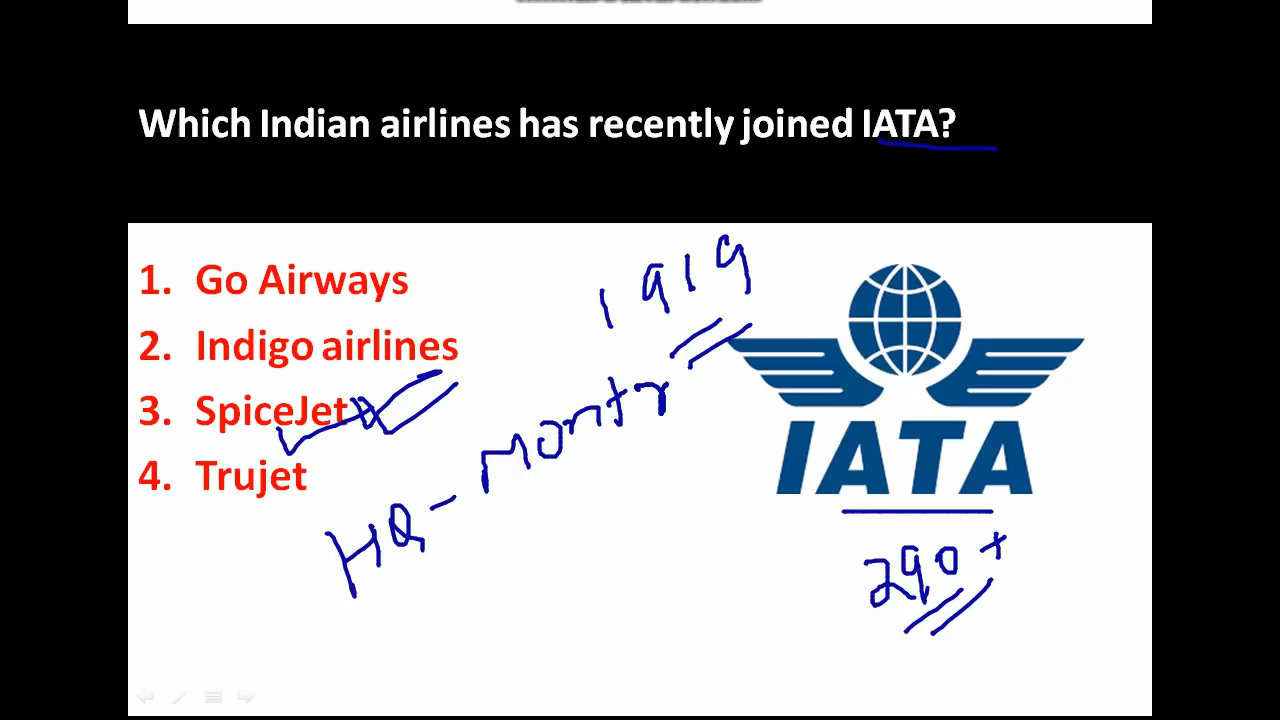 Which Indian airlines has recently joined IATA?
1. Go Airways
2. Indigo airlines
3. SpiceJet
4. Trujet
1919
HQ - Montr
IATA
290 +